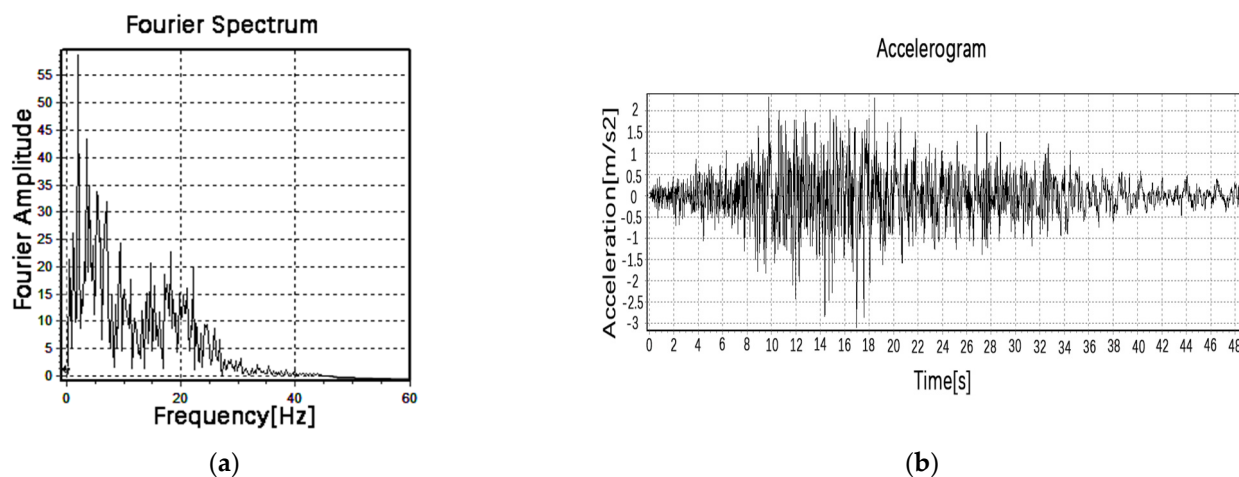 Fourier Spectrum
Fourier Amplitude
55
50
45
40
35
30
25
20
15
10
5
0
0 20 40 60
Frequency[Hz]
(a)
Accelerogram
Acceleration[m/s2]
2
1.5
1
0.5
0
-0.5
-1
-1.5
-2
-2.5
-3
0 2 4 6 8 10 12 14 16 18 20 22 24 26 28 30 32 34 36 38 40 42 44 46 48
Time[s]
(b)